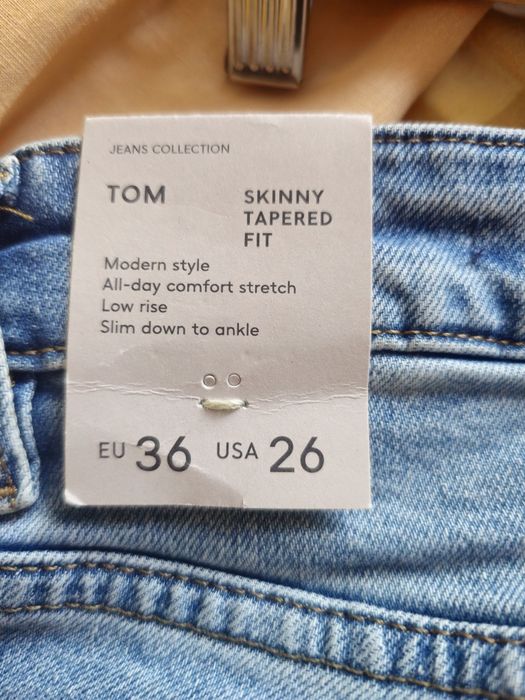 JEANS COLLECTION
TOM
SKINNY
TAPERED
FIT
Modern style
All-day comfort stretch
Low rise
Slim down to ankle
EU 36 USA 26